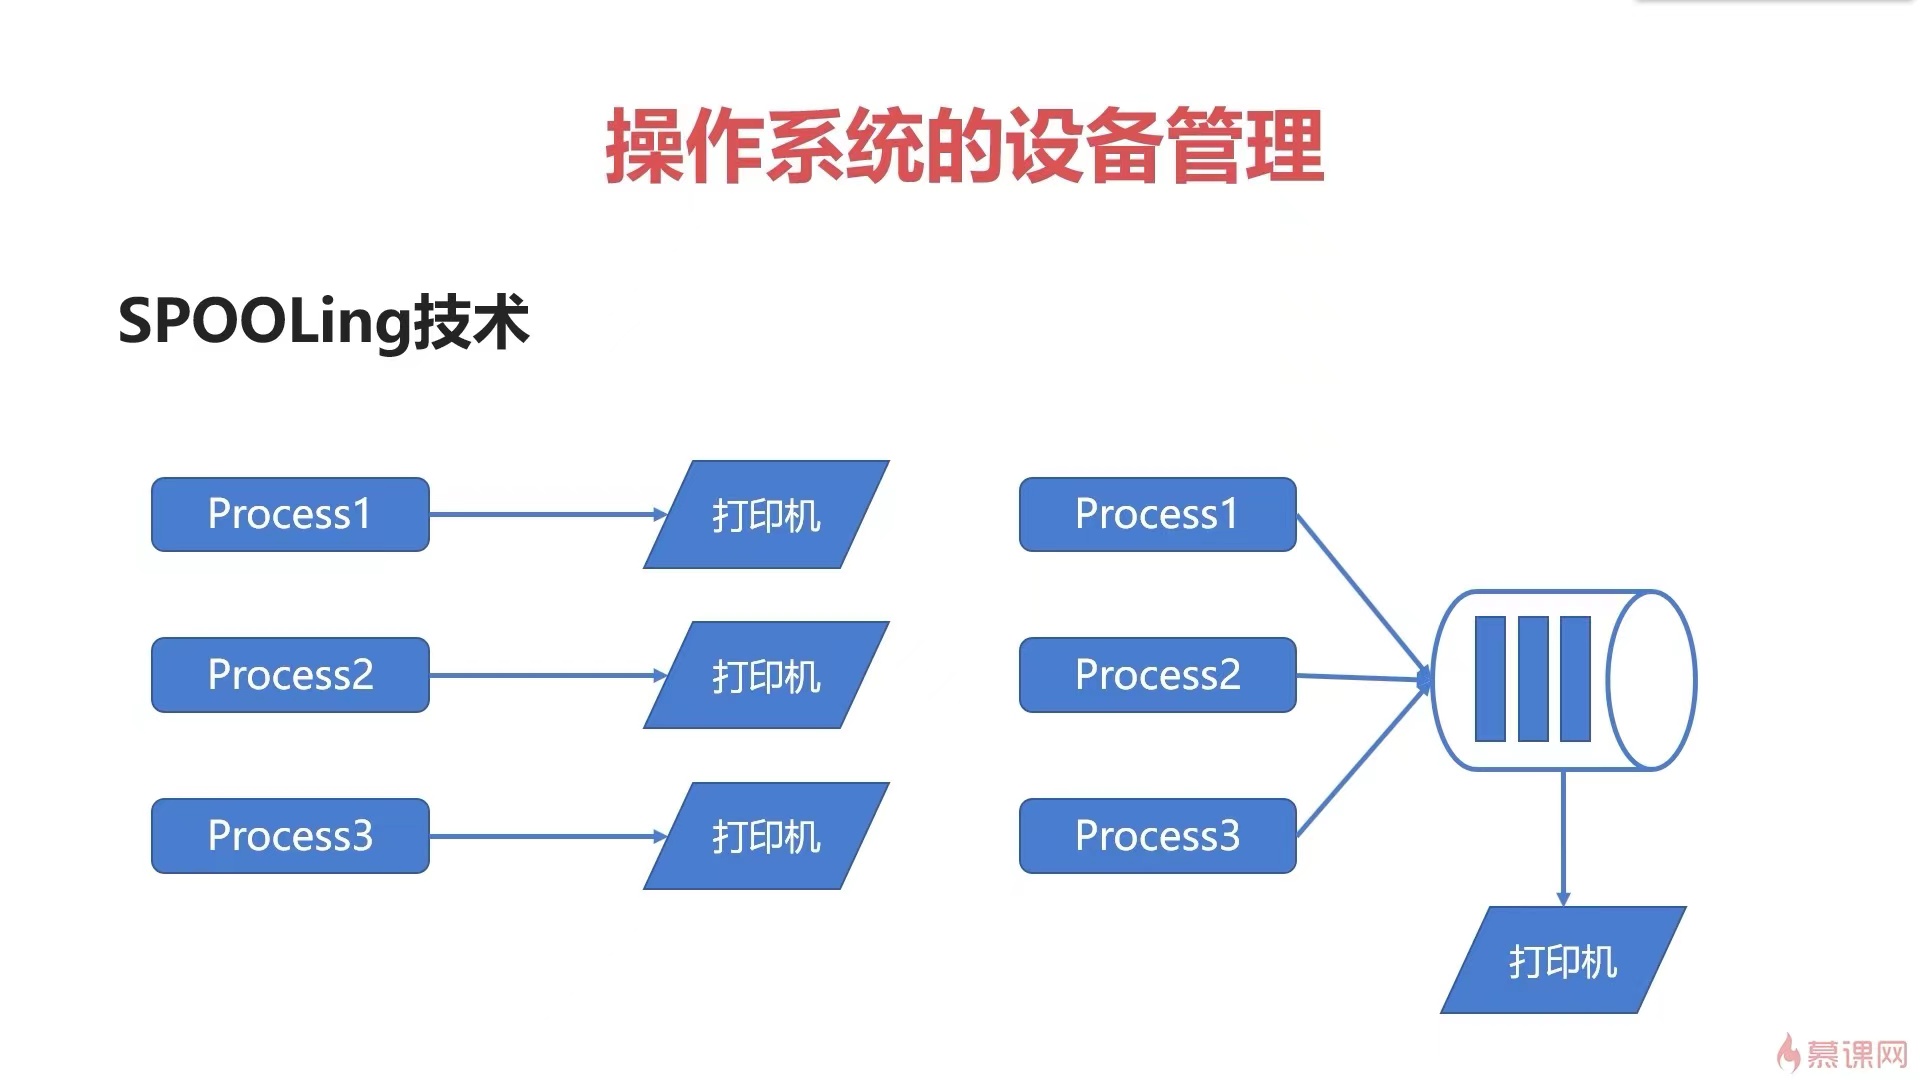 操作系统的设备管理
SPOOLing技术
Process1
打印机
Process2
打印机
Process3
打印机
Process1
Process2
Process3
打印机
慕课网